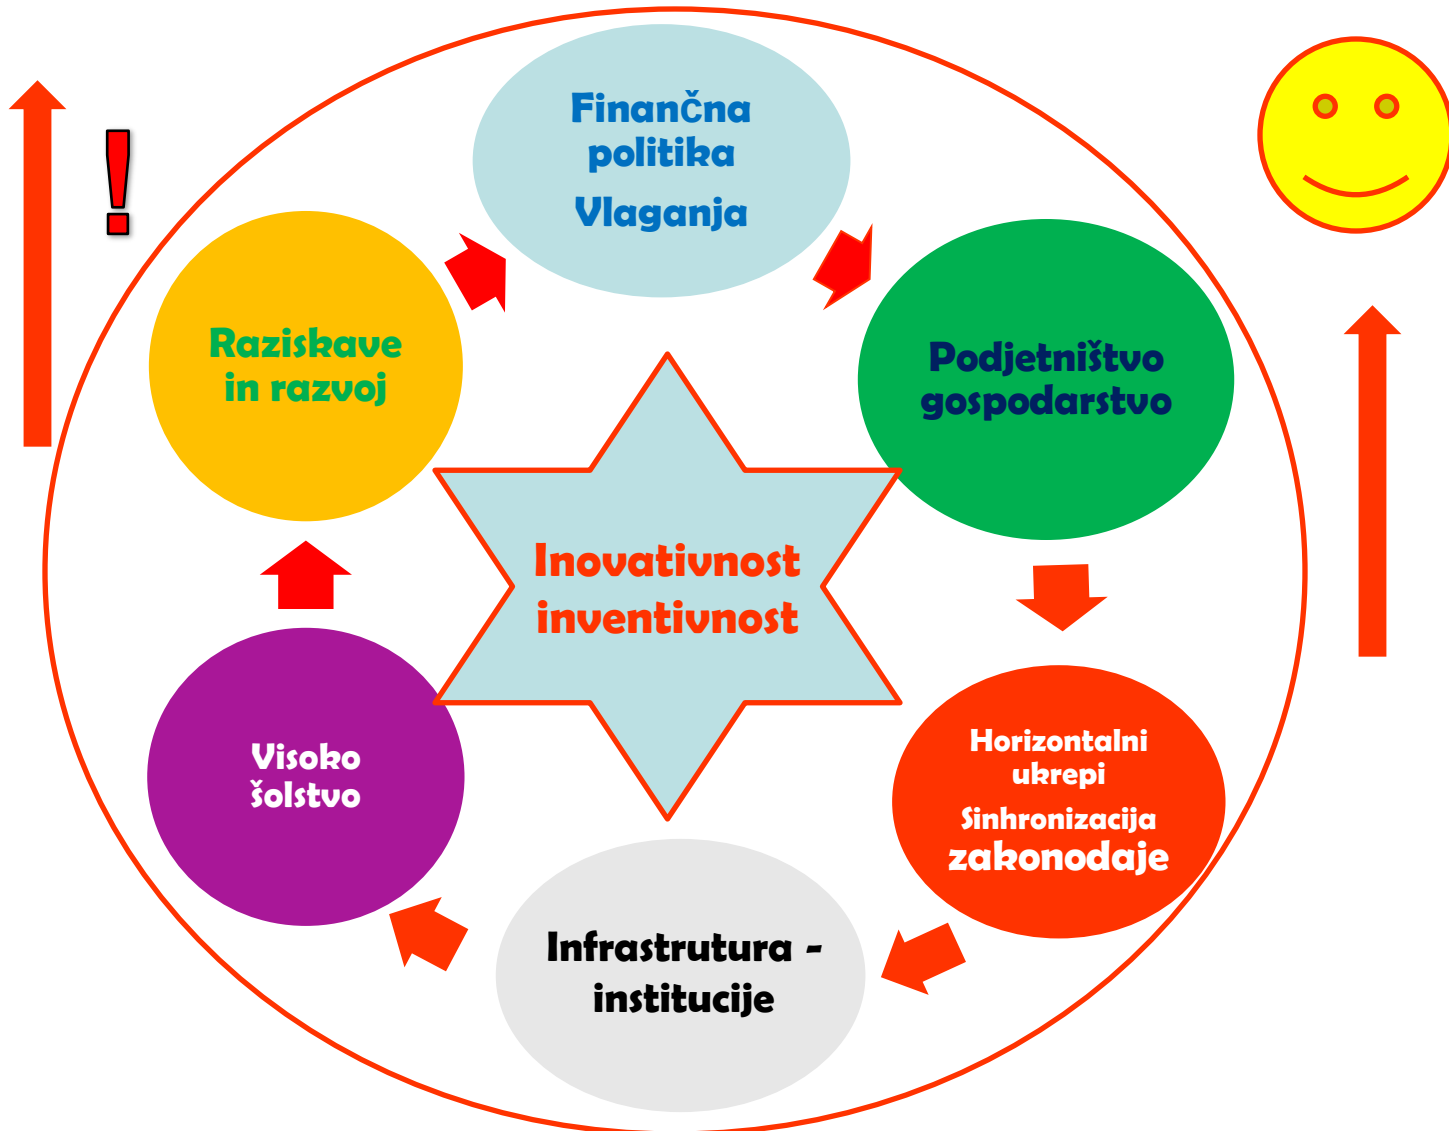 !
Finančna
politika
Vlaganja
Raziskave
in razvoj
Podjetništvo
gospodarstvo
Inovativnost
inventivnost
Visoko
šolstvo
Horizontalni
ukrepi
Sinhronizacija
zakonodaje
Infrastrutura -
institucije